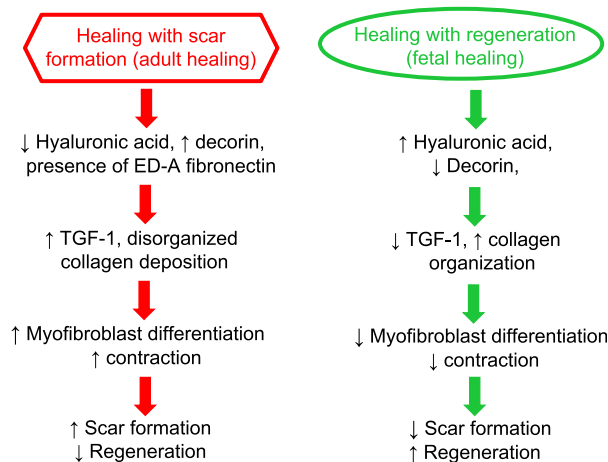 Healing with scar
formation (adult healing)
↓ Hyaluronic acid, ↑ decorin,
presence of ED-A fibronectin
↑ TGF-1, disorganized
collagen deposition
↑ Myofibroblast differentiation
↑ contraction
↑ Scar formation
↓ Regeneration
Healing with regeneration
(fetal healing)
↑ Hyaluronic acid,
↓ Decorin,
↓ TGF-1, ↑ collagen
organization
↓ Myofibroblast differentiation
↓ contraction
↓ Scar formation
↑ Regeneration